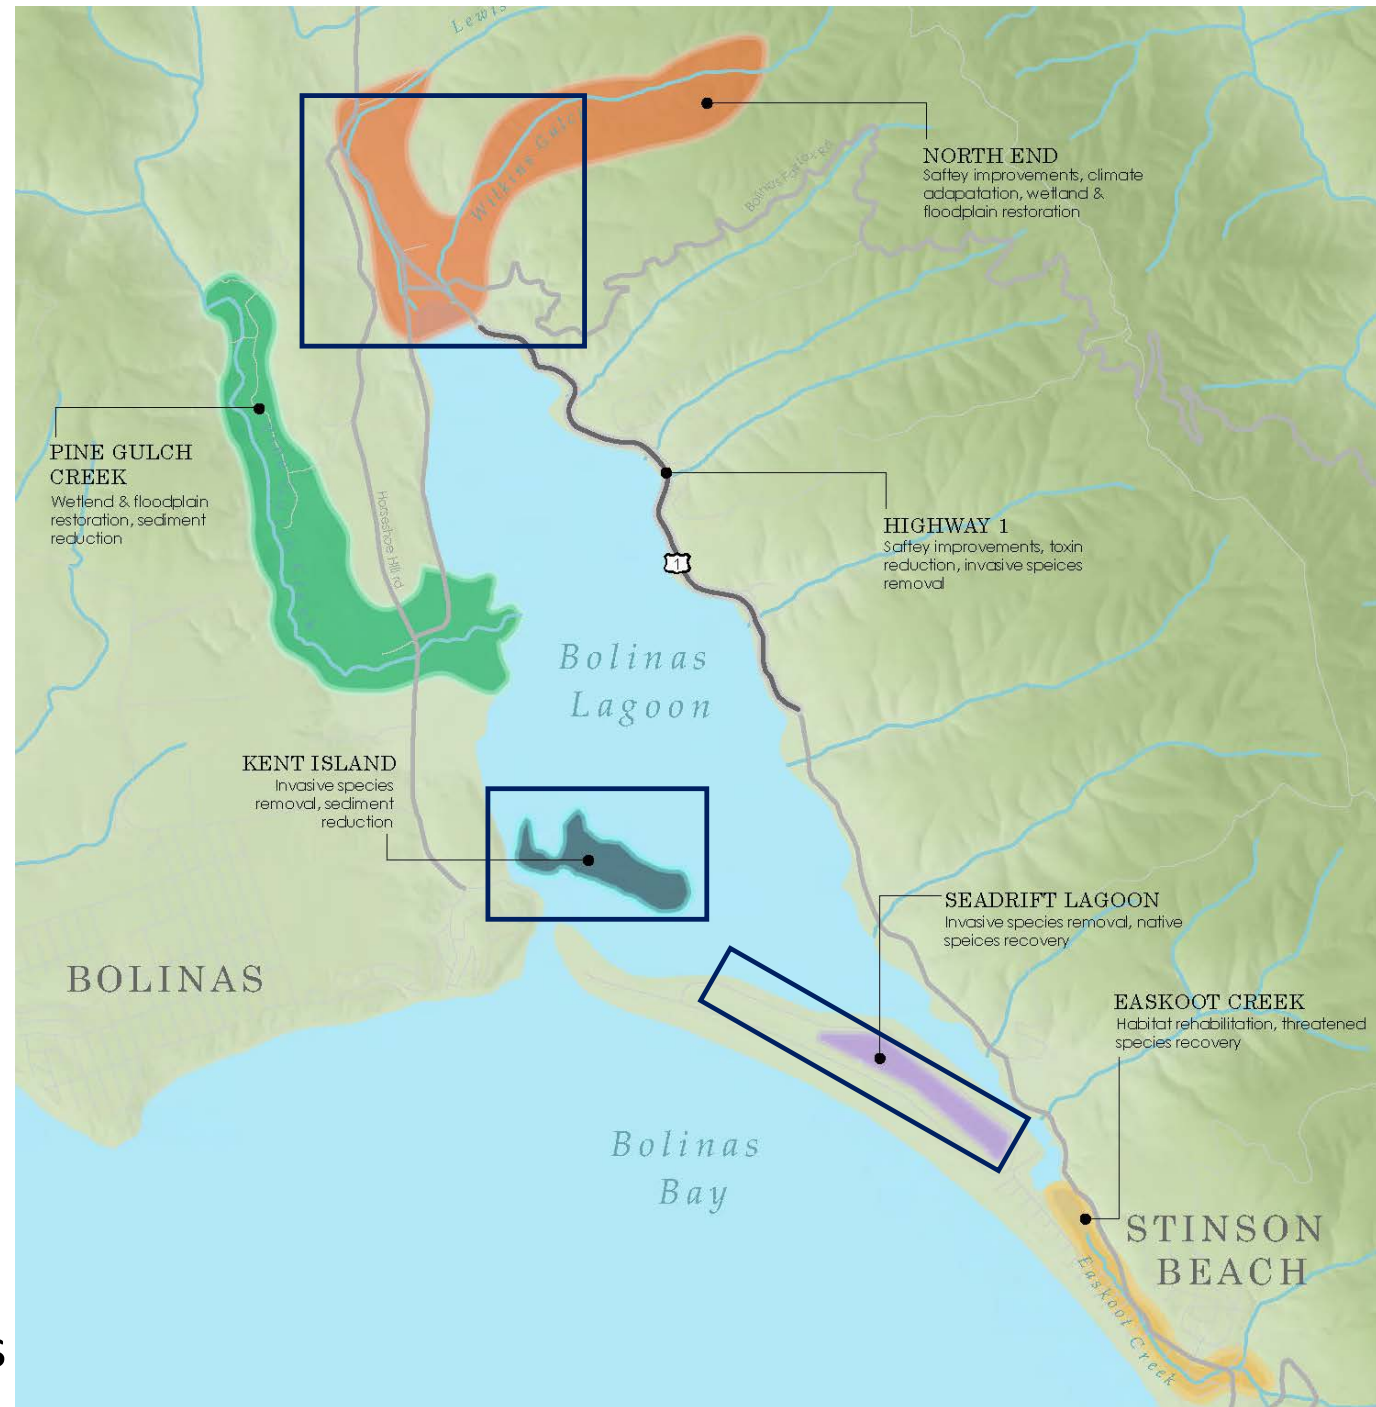 Lewis
Wilkins Gulch
NORTH END
Saftey improvements, climate
adapatation, wetland &
floodplain restoration
PINE GULCH
CREEK
Wetlend & floodplain
restoration, sediment
reduction
Horseshoe Hill rd
HIGHWAY 1
Saftey improvements, toxin
reduction, invasive speices
removal
1
Bolinas
Lagoon
KENT ISLAND
Invasive species
removal, sediment
reduction
SEADRIFT LAGOON
Invasive species removal, native
speices recovery
BOLINAS
EASKOOT CREEK
Habitat rehabilitation, threatened
species recovery
Bolinas
Bay
STINSON
BEACH
Easkoot Creek
s